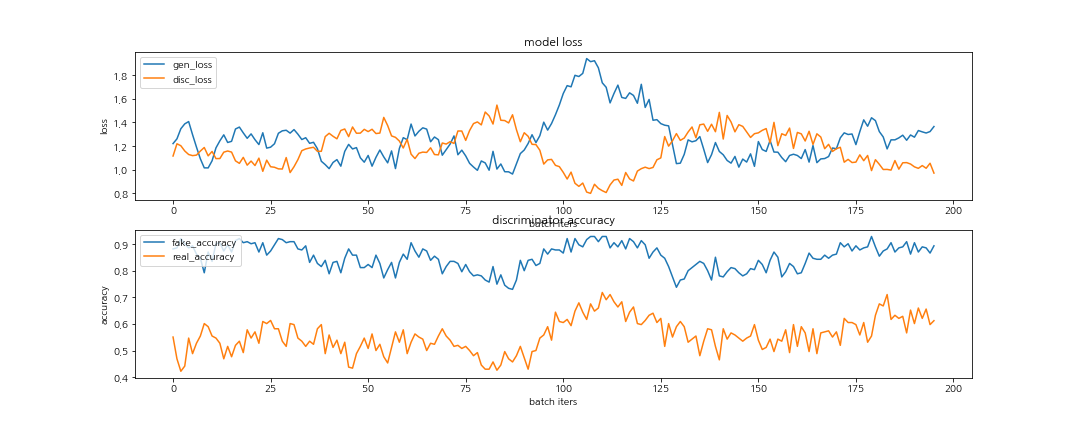 model loss
gen_loss
disc_loss
loss
1.8
1.6
1.4
1.2
1.0
0.8
0 25 50 75 100 125 150 175 200
batch iters
discriminator accuracy
fake_accuracy
real_accuracy
accuracy
0.9
0.8
0.7
0.6
0.5
0.4
0 25 50 75 100 125 150 175 200
batch iters